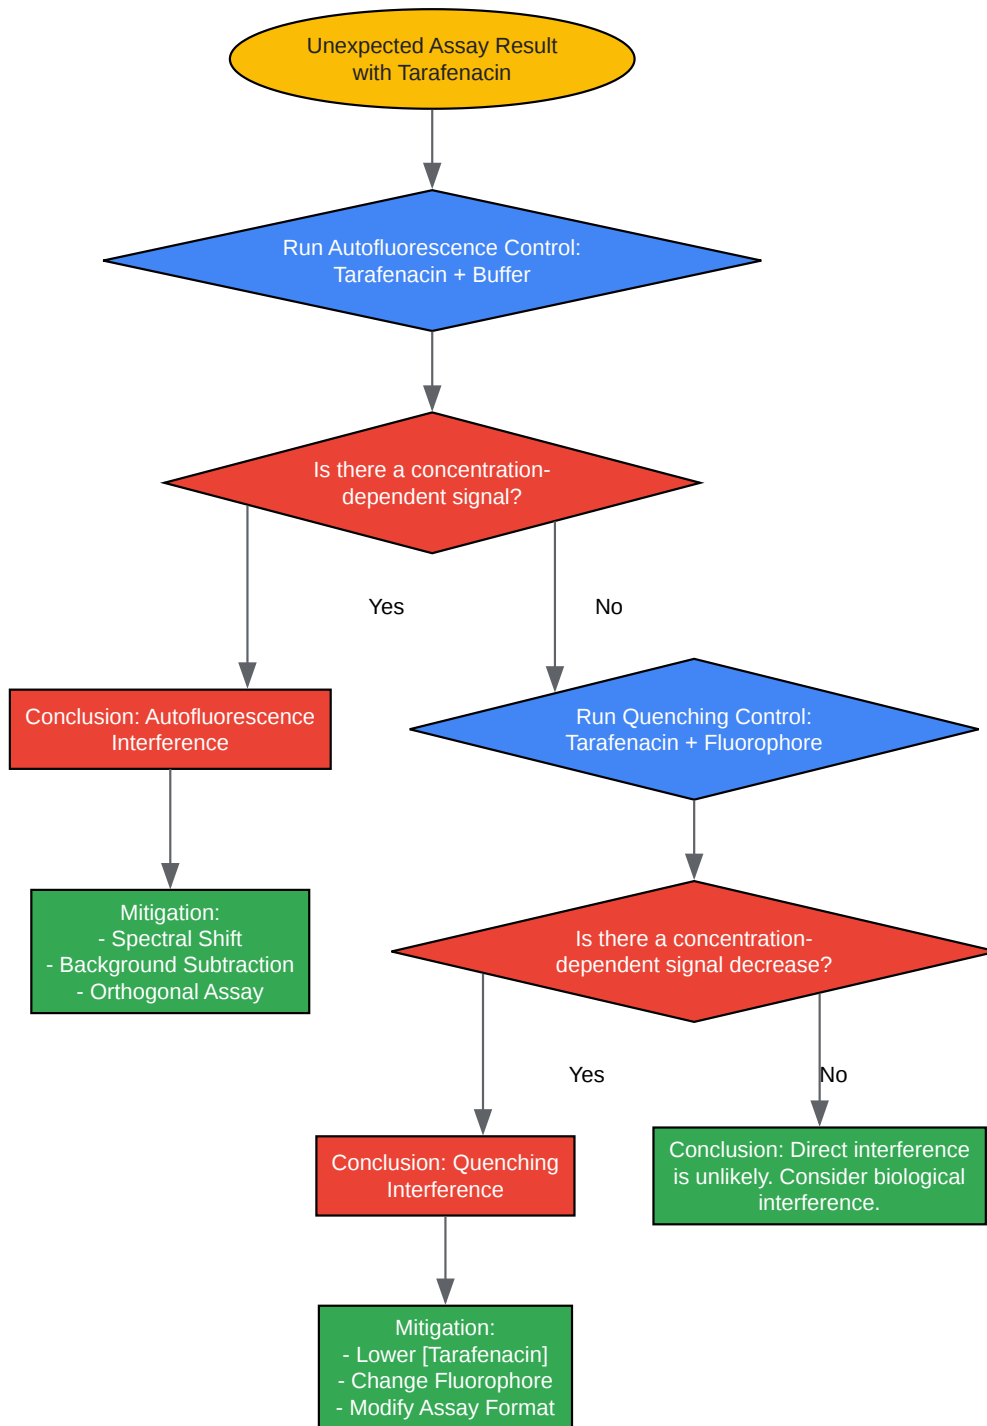 Unexpected Assay Result
with Tarafenacin
Run Autofluorescence Control:
Tarafenacin + Buffer
Is there a concentration-
dependent signal?
Yes
No
Conclusion: Autofluorescence
Interference
Run Quenching Control:
Tarafenacin + Fluorophore
Mitigation:
- Spectral Shift
- Background Subtraction
- Orthogonal Assay
Is there a concentration-
dependent signal decrease?
Yes
No
Conclusion: Quenching
Interference
Conclusion: Direct interference
is unlikely. Consider biological
interference.
Mitigation:
- Lower [Tarafenacin]
- Change Fluorophore
- Modify Assay Format